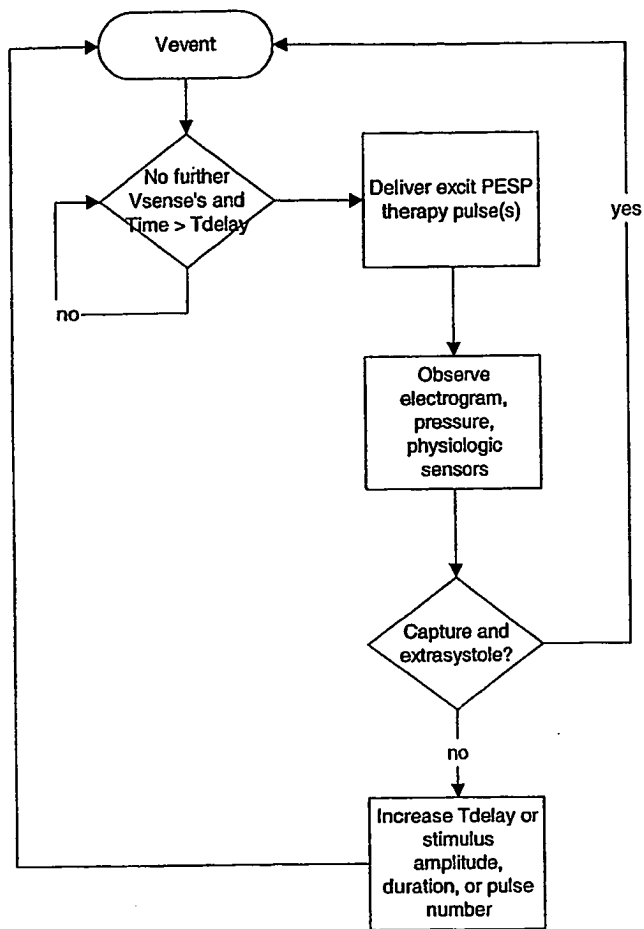 Vevent
No further
Vsense's and
Time > Tdelay
no
Deliver excit PESP
therapy pulse(s)
yes
Observe
electrogram,
pressure,
physiologic
sensors
Capture and
extrasystole?
no
Increase Tdelay or
stimulus
amplitude,
duration, or pulse
number